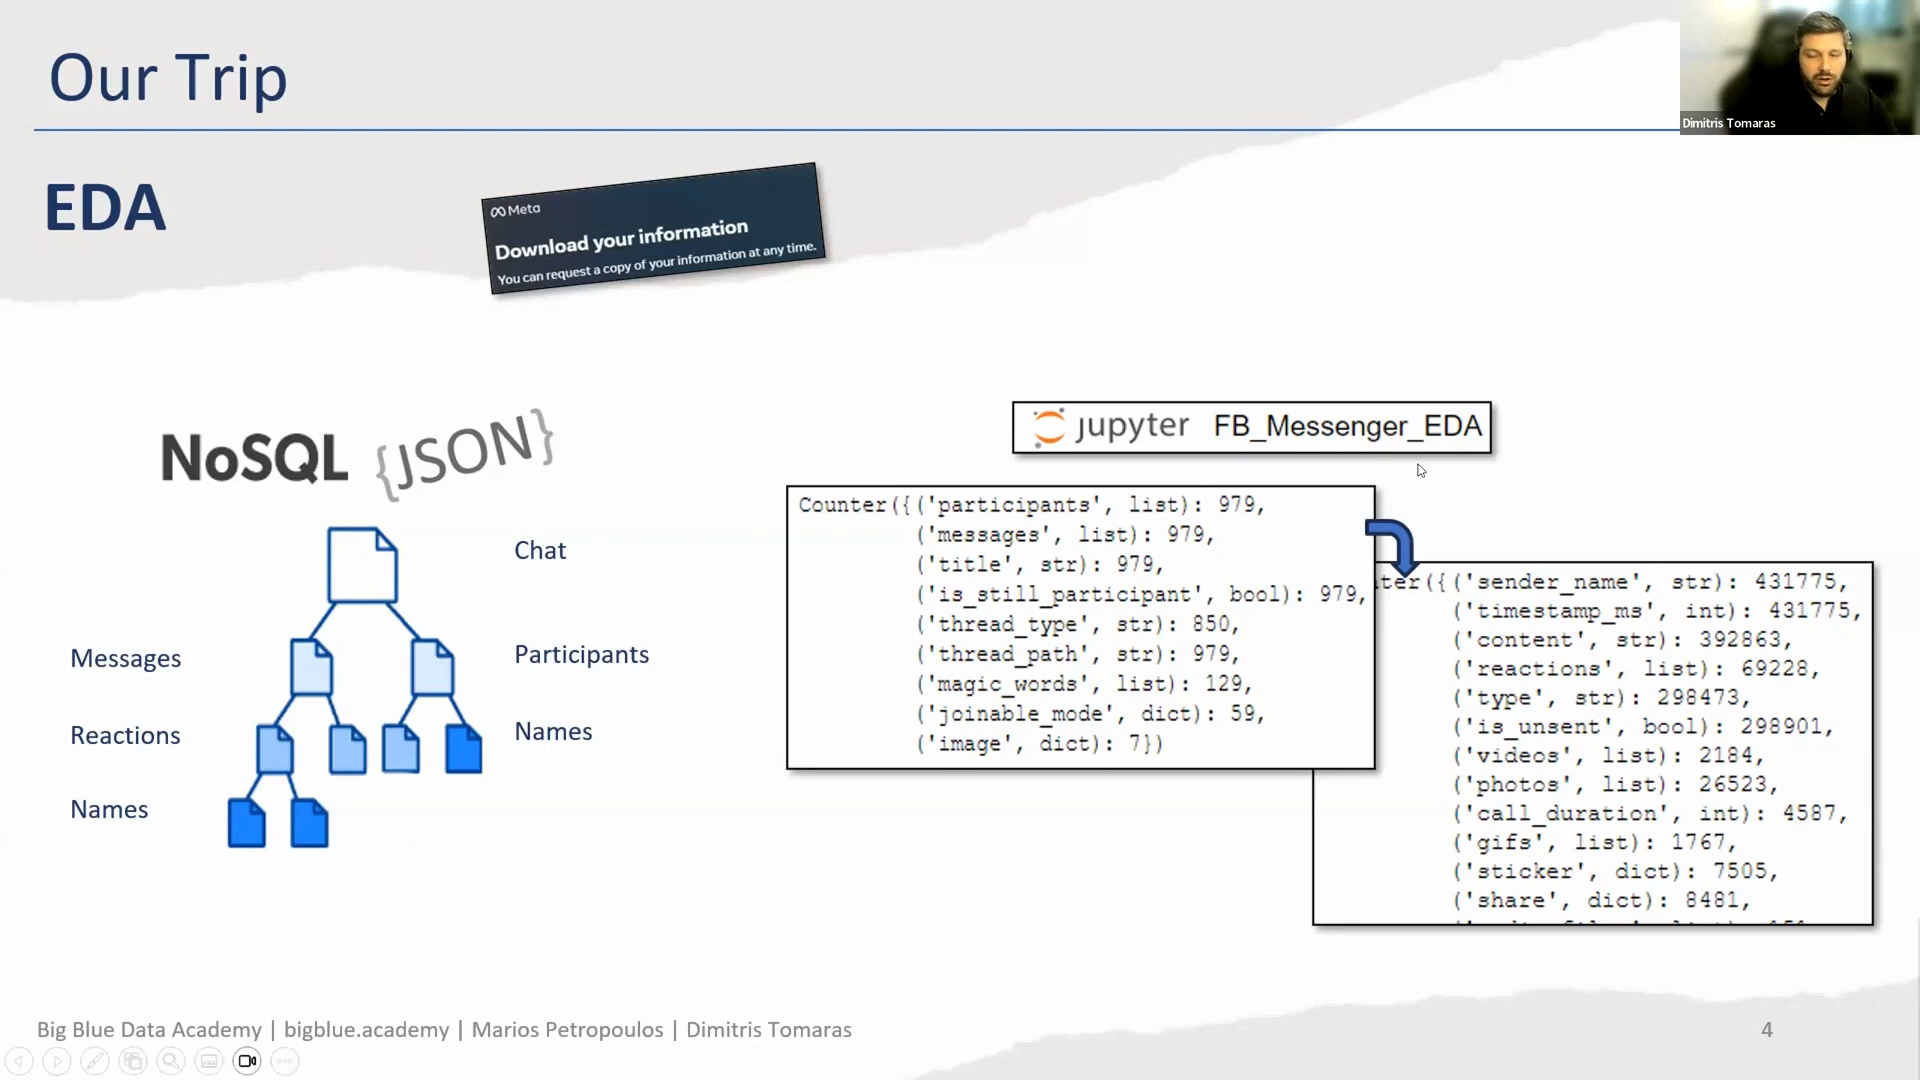 Our Trip
Dimitris Tomaras
EDA
Meta
Download your information
You can request a copy of your information at any time.
NoSQL {JSON}
Chat
Messages
Participants
Reactions
Names
Names
jupyter FB_Messenger_EDA
Counter({('participants', list): 979,
('messages', list): 979,
('title', str): 979,
('is_still_participant', bool): 979,
('thread_type', str): 850,
('thread_path', str): 979,
('magic_words', list): 129,
('joinable_mode', dict): 59,
('image', dict): 7})
ter({('sender_name', str): 431775,
('timestamp_ms', int): 431775,
('content', str): 392863,
('reactions', list): 69228,
('type', str): 298473,
('is_unsent', bool): 298901,
('videos', list): 2184,
('photos', list): 26523,
('call_duration', int): 4587,
('gifs', list): 1767,
('sticker', dict): 7505,
('share', dict): 8481,
Big Blue Data Academy | bigblue.academy | Marios Petropoulos | Dimitris Tomaras
4